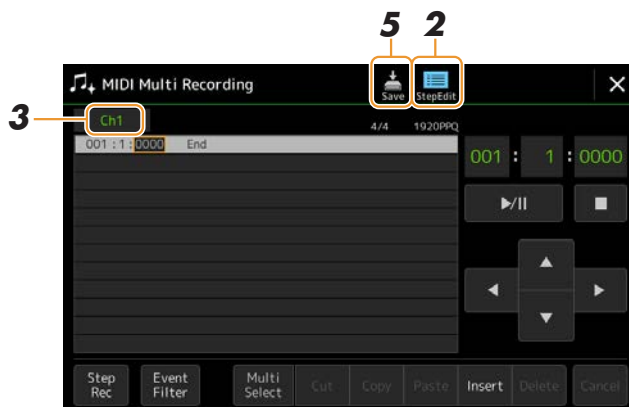 5 2
MIDI Multi Recording
Save
StepEdit
3
Ch1
4/4 1920PPQ
001 : 1 : 0000 End
001 : 1 : 0000
Step Rec
Event Filter
Multi Select
Cut
Copy
Paste
Insert
Delete
Cancel